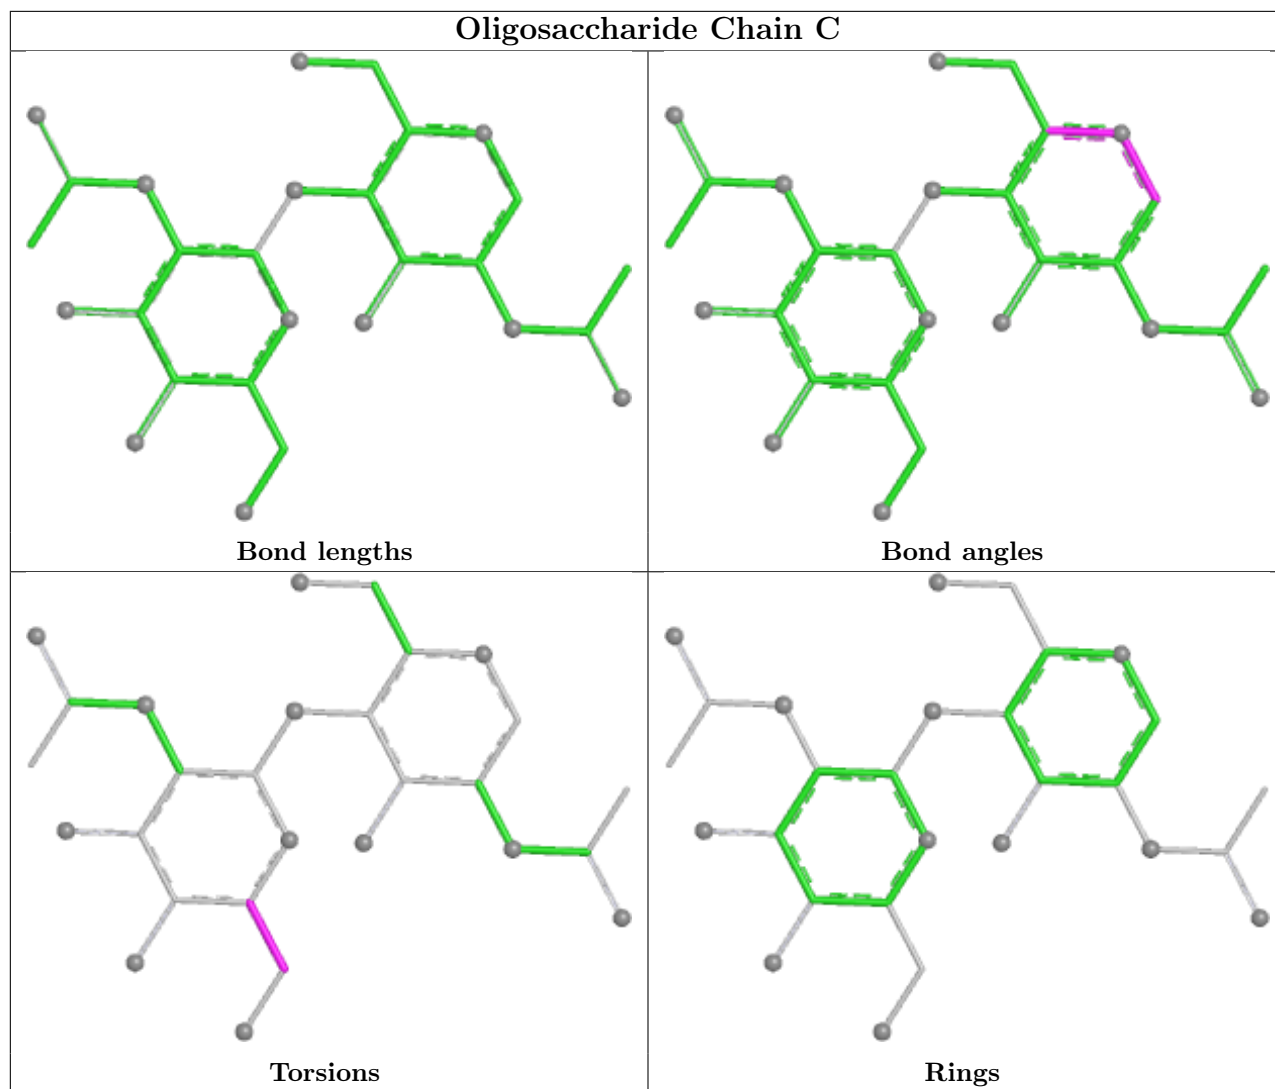 Oligosaccharide Chain C
Bond lengths
Bond angles
Torsions
Rings